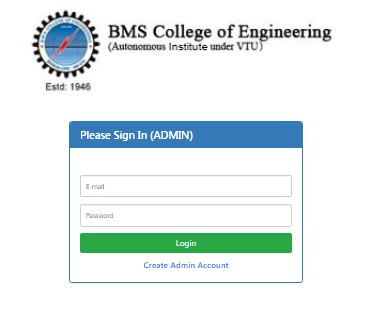 BMS College of Engineering
(Autonomous Institute under VTU)
Estd: 1946
Please Sign In (ADMIN)
E-mail
Password
Login
Create Admin Account